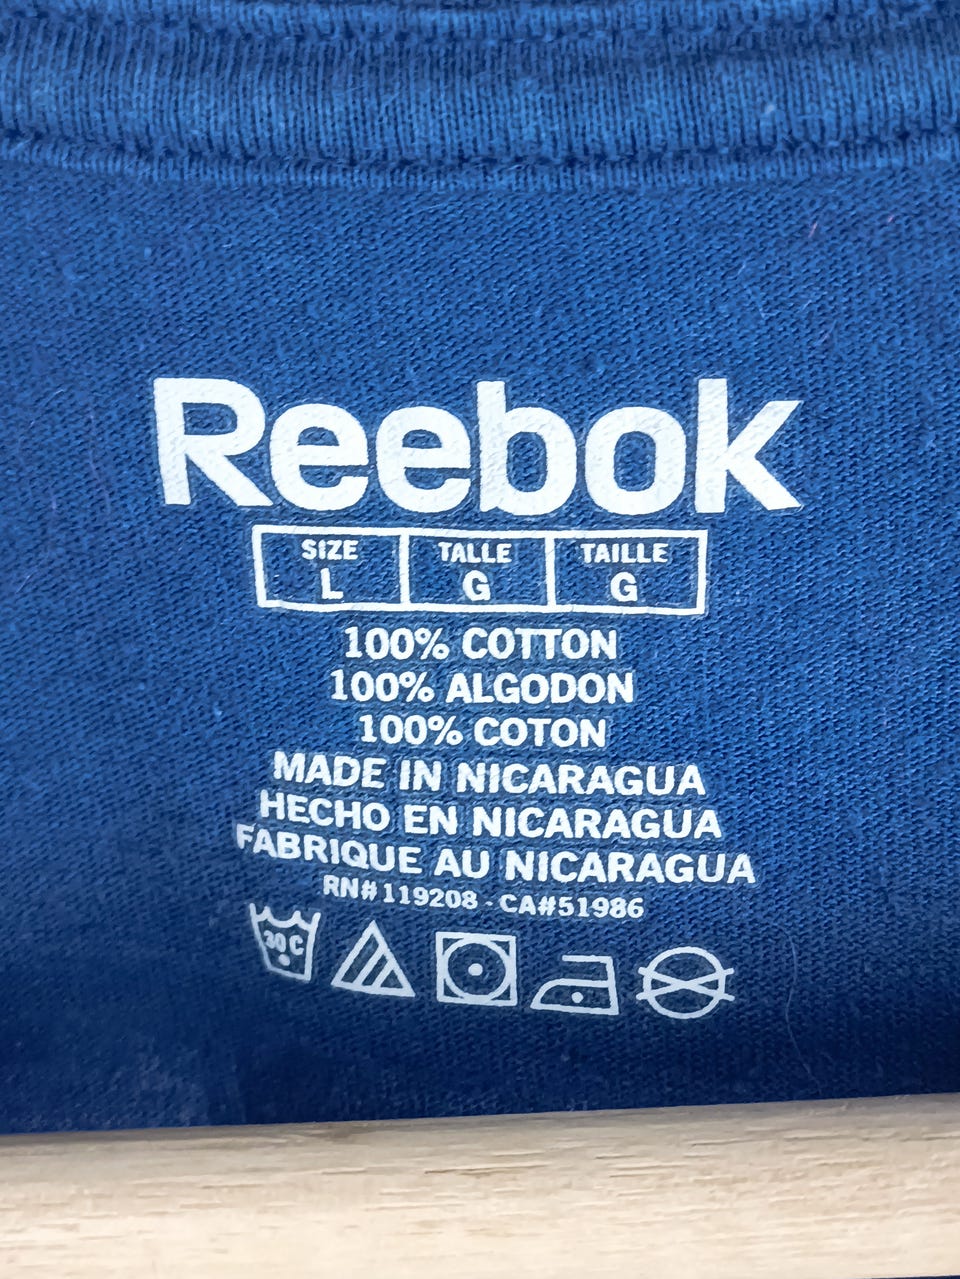 Reebok
SIZE TALLE TAILLE
L G G
100% COTTON
100% ALGODON
100% COTON
MADE IN NICARAGUA
HECHO EN NICARAGUA
FABRIQUE AU NICARAGUA
RN#119208 - CA#51986
30C